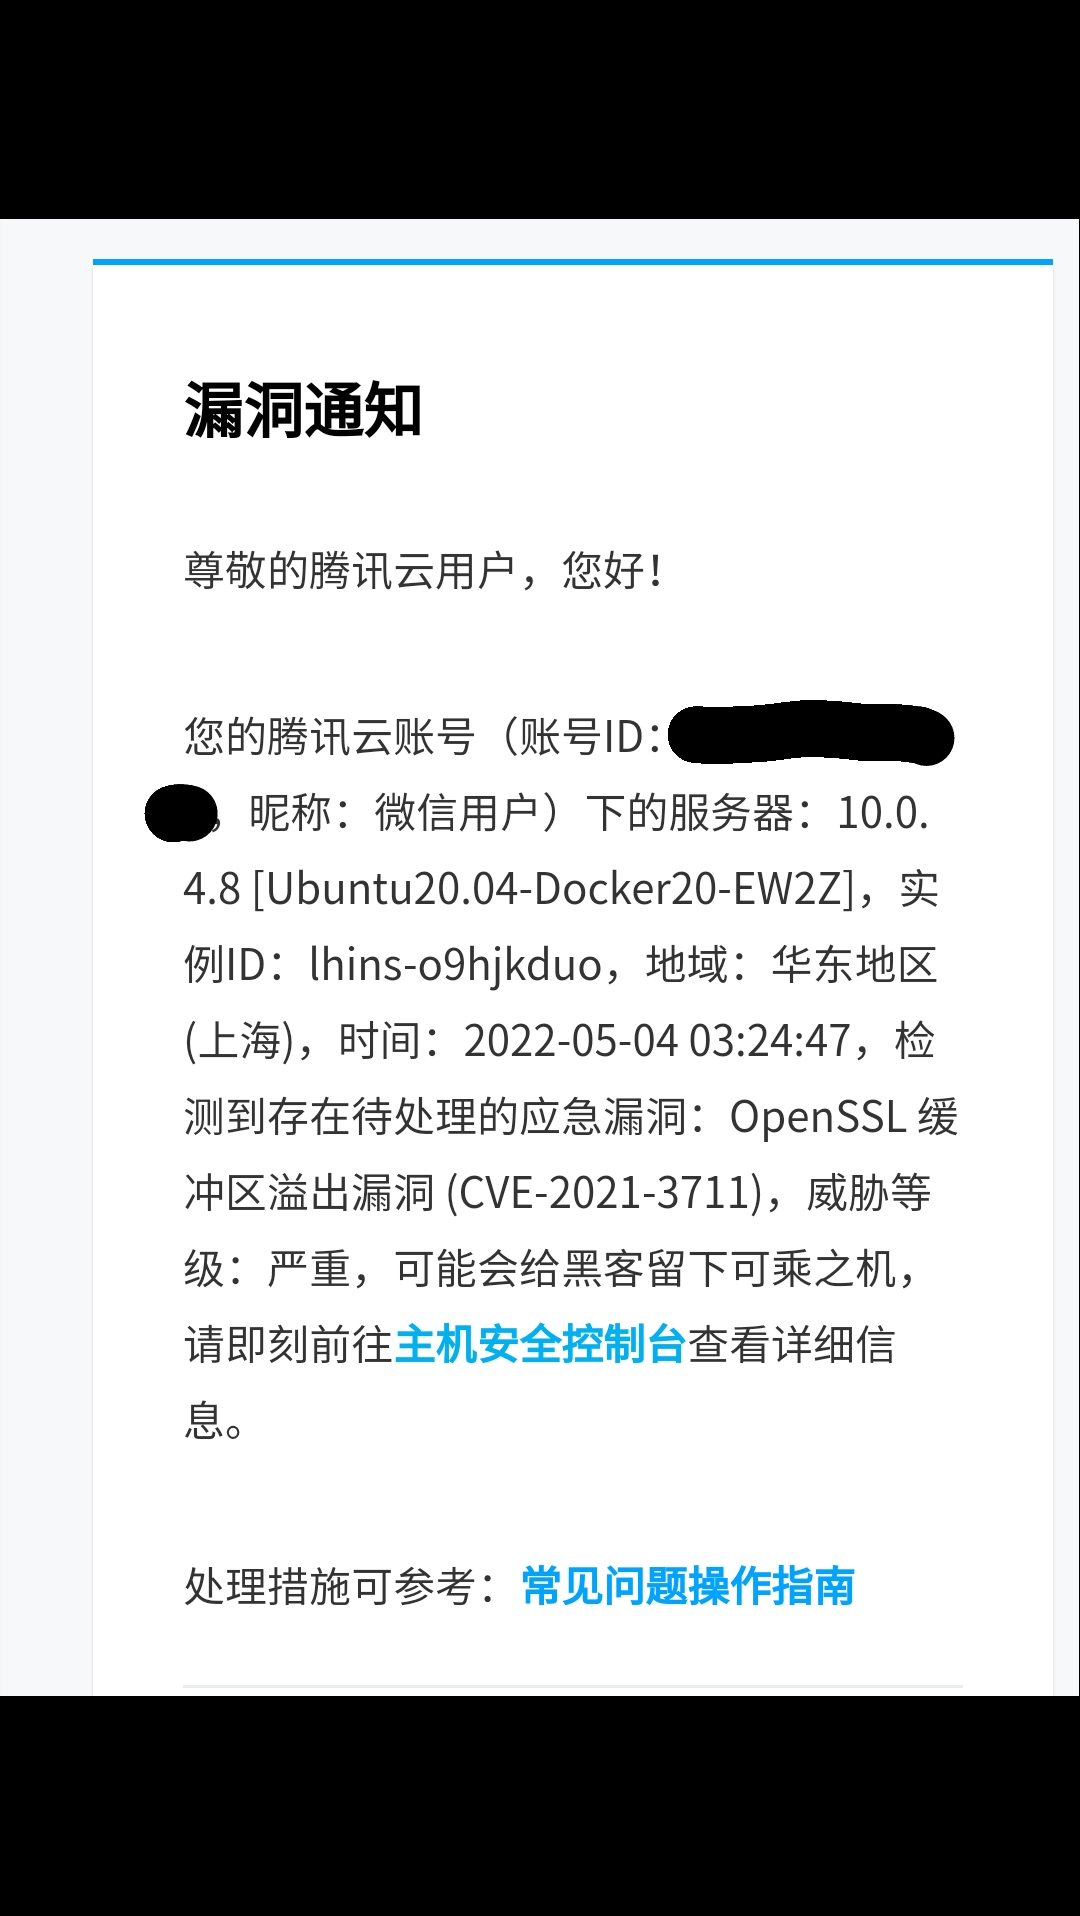 漏洞通知
尊敬的腾讯云用户，您好！
您的腾讯云账号（账号ID：
，昵称：微信用户）下的服务器：10.0.
4.8 [Ubuntu20.04-Docker20-EW2Z]，实
例ID：lhins-o9hjkduo，地域：华东地区
(上海)，时间：2022-05-04 03:24:47，检
测到存在待处理的应急漏洞：OpenSSL 缓
冲区溢出漏洞 (CVE-2021-3711)，威胁等
级：严重，可能会给黑客留下可乘之机，
请即刻前往主机安全控制台查看详细信
息。
处理措施可参考：常见问题操作指南